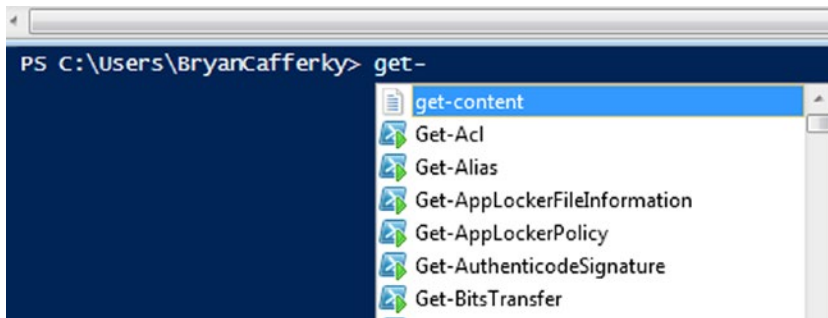 PS C:\Users\BryanCafferky> get-
get-content
Get-Acl
Get-Alias
Get-AppLockerFileInformation
Get-AppLockerPolicy
Get-AuthenticodeSignature
Get-BitsTransfer